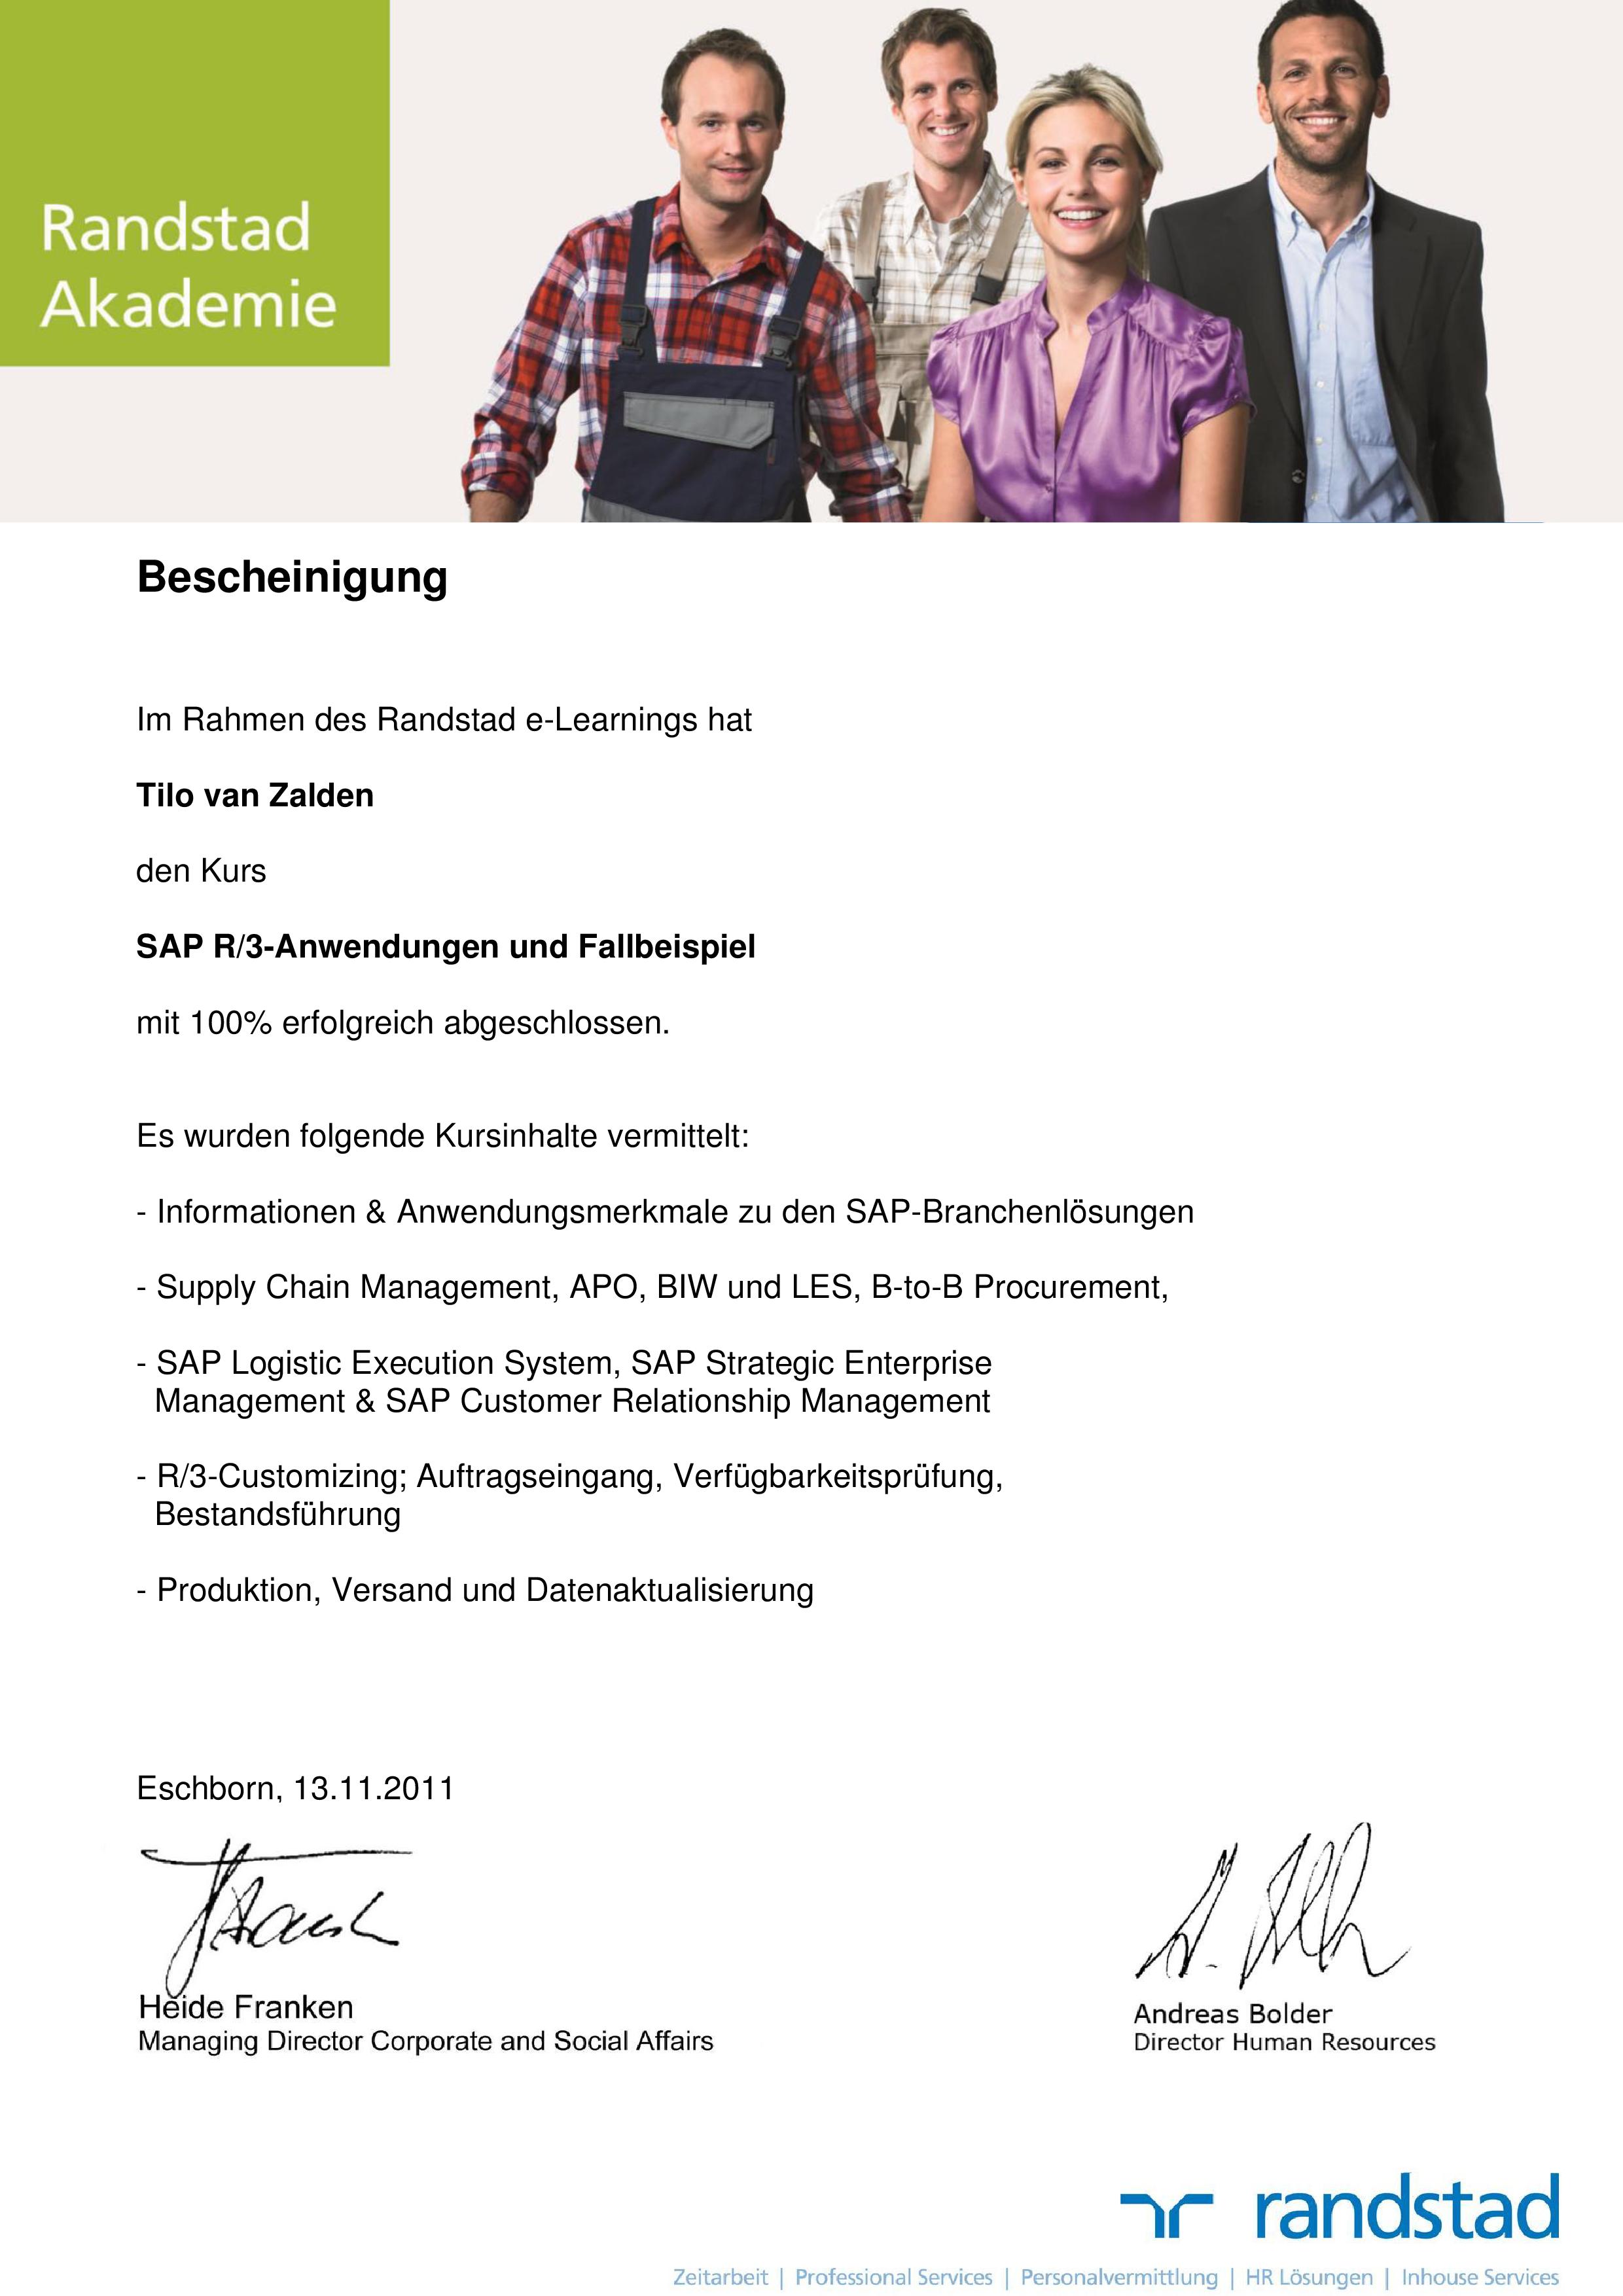 Randstad
Akademie
Bescheinigung
Im Rahmen des Randstad e-Learnings hat
Tilo van Zalden
den Kurs
SAP R/3-Anwendungen und Fallbeispiel
mit 100% erfolgreich abgeschlossen.
Es wurden folgende Kursinhalte vermittelt:
- Informationen & Anwendungsmerkmale zu den SAP-Branchenlösungen
- Supply Chain Management, APO, BIW und LES, B-to-B Procurement,
- SAP Logistic Execution System, SAP Strategic Enterprise
Management & SAP Customer Relationship Management
- R/3-Customizing; Auftragseingang, Verfügbarkeitsprüfung,
Bestandsführung
- Produktion, Versand und Datenaktualisierung
Eschborn, 13.11.2011
Heide Franken
Managing Director Corporate and Social Affairs
Andreas Bolder
Director Human Resources
randstad
Zeitarbeit | Professional Services | Personalvermittlung | HR Lösungen | Inhouse Services